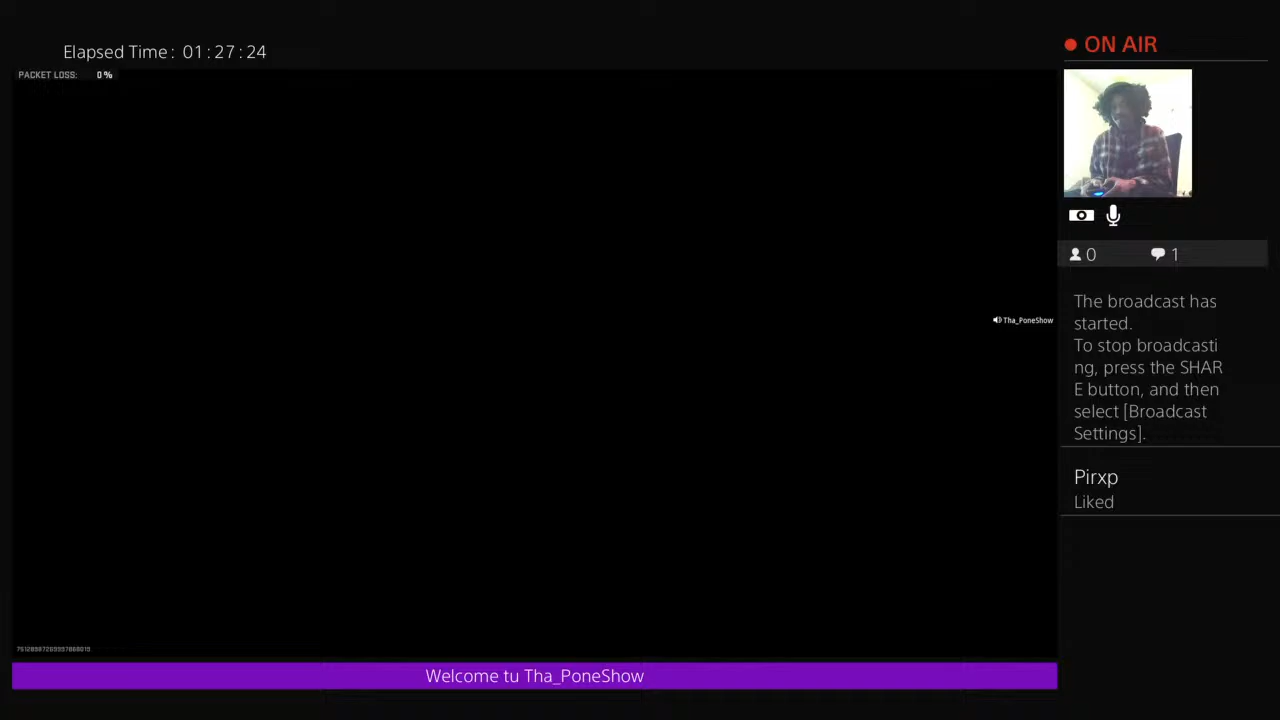 Elapsed Time: 01:27:24
ON AIR
PACKET LOSS: 0%
0 1
The broadcast has
started.
To stop broadcasti
ng, press the SHAR
E button, and then
select [Broadcast
Settings].
Tha_PoneShow
Pirxp
Liked
Welcome tu Tha_PoneShow